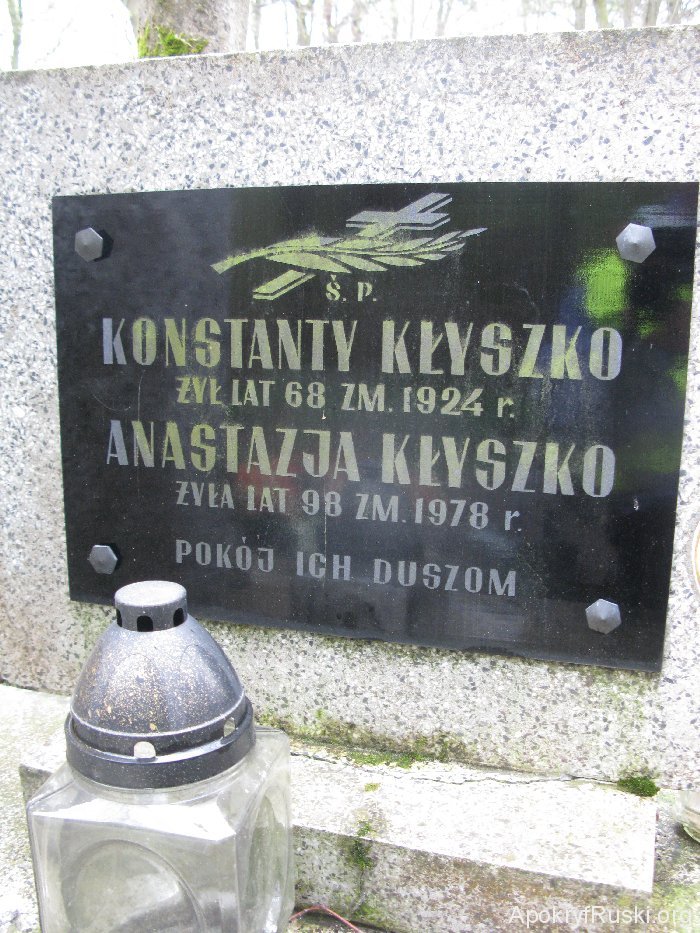 Ś. P.
KONSTANTY KŁYSZKO
ŻYŁ LAT 68 ZM. 1924 r.
ANASTAZJA KŁYSZKO
ŻYŁA LAT 98 ZM. 1978 r.
POKÓJ ICH DUSZOM
ApokryfRuski.org